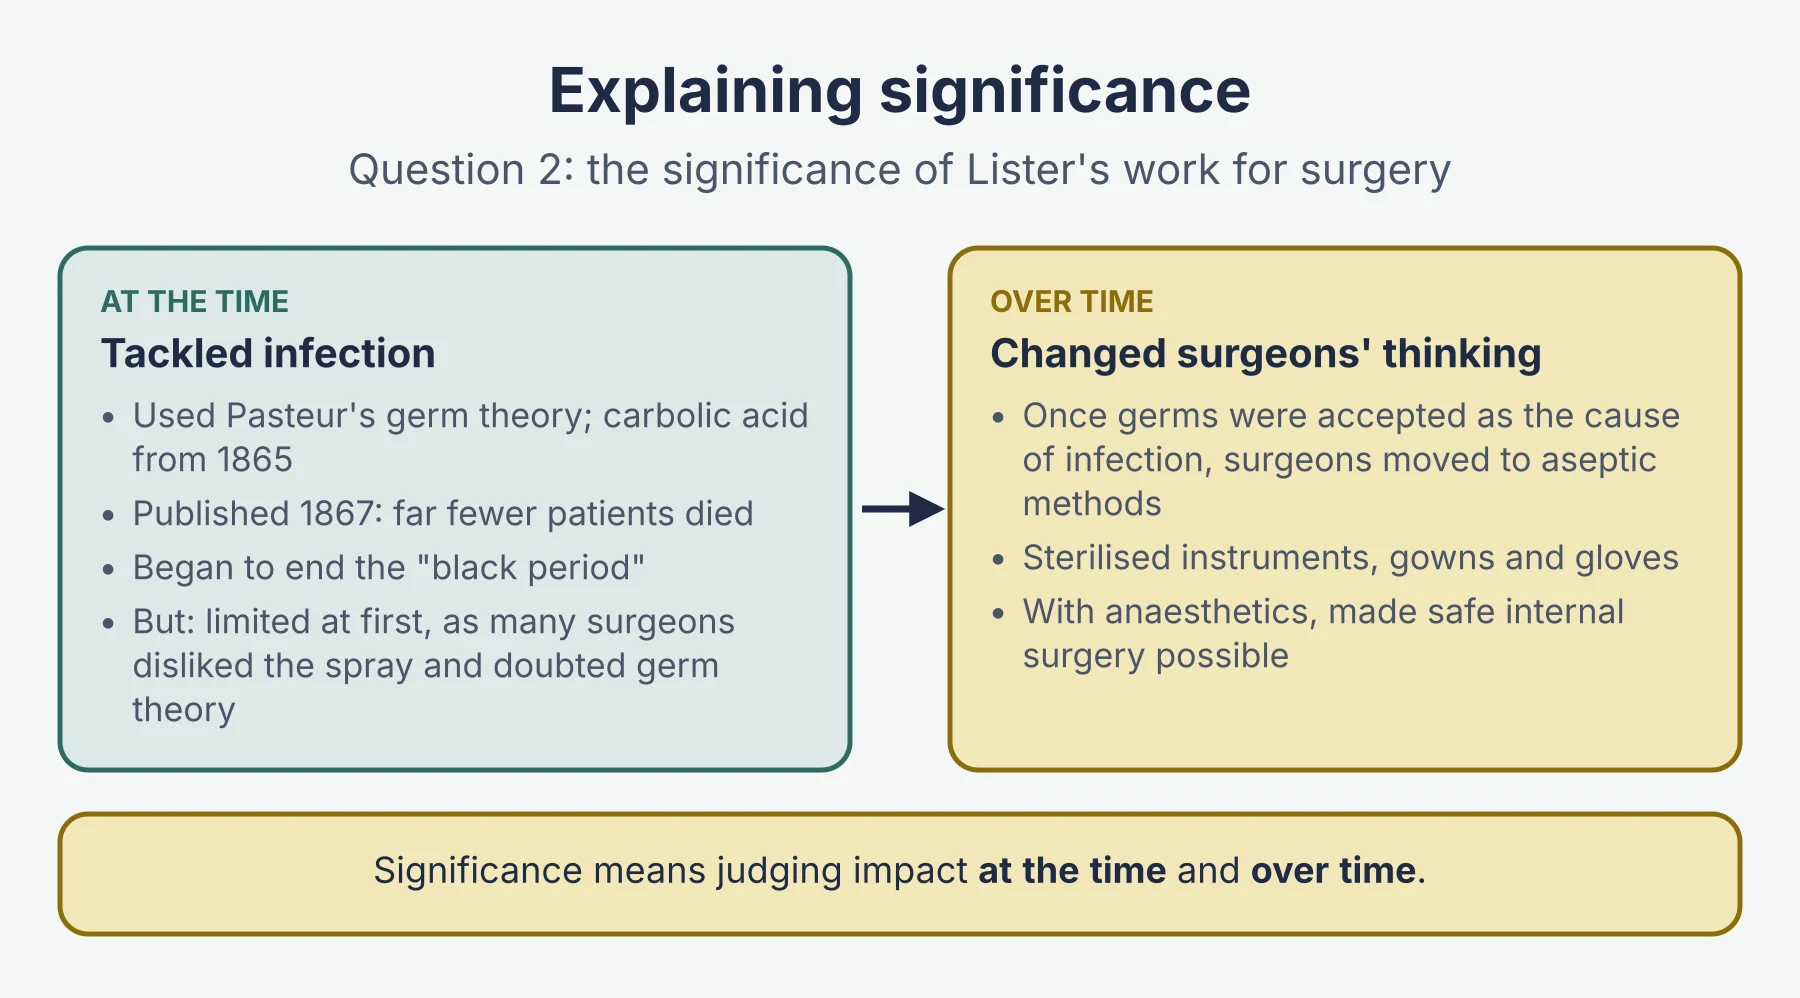 Explaining significance
Question 2: the significance of Lister's work for surgery
AT THE TIME
Tackled infection
• Used Pasteur's germ theory; carbolic acid
from 1865
• Published 1867: far fewer patients died
• Began to end the "black period"
• But: limited at first, as many surgeons
disliked the spray and doubted germ
theory
OVER TIME
Changed surgeons' thinking
• Once germs were accepted as the cause
of infection, surgeons moved to aseptic
methods
• Sterilised instruments, gowns and gloves
• With anaesthetics, made safe internal
surgery possible
Significance means judging impact at the time and over time.